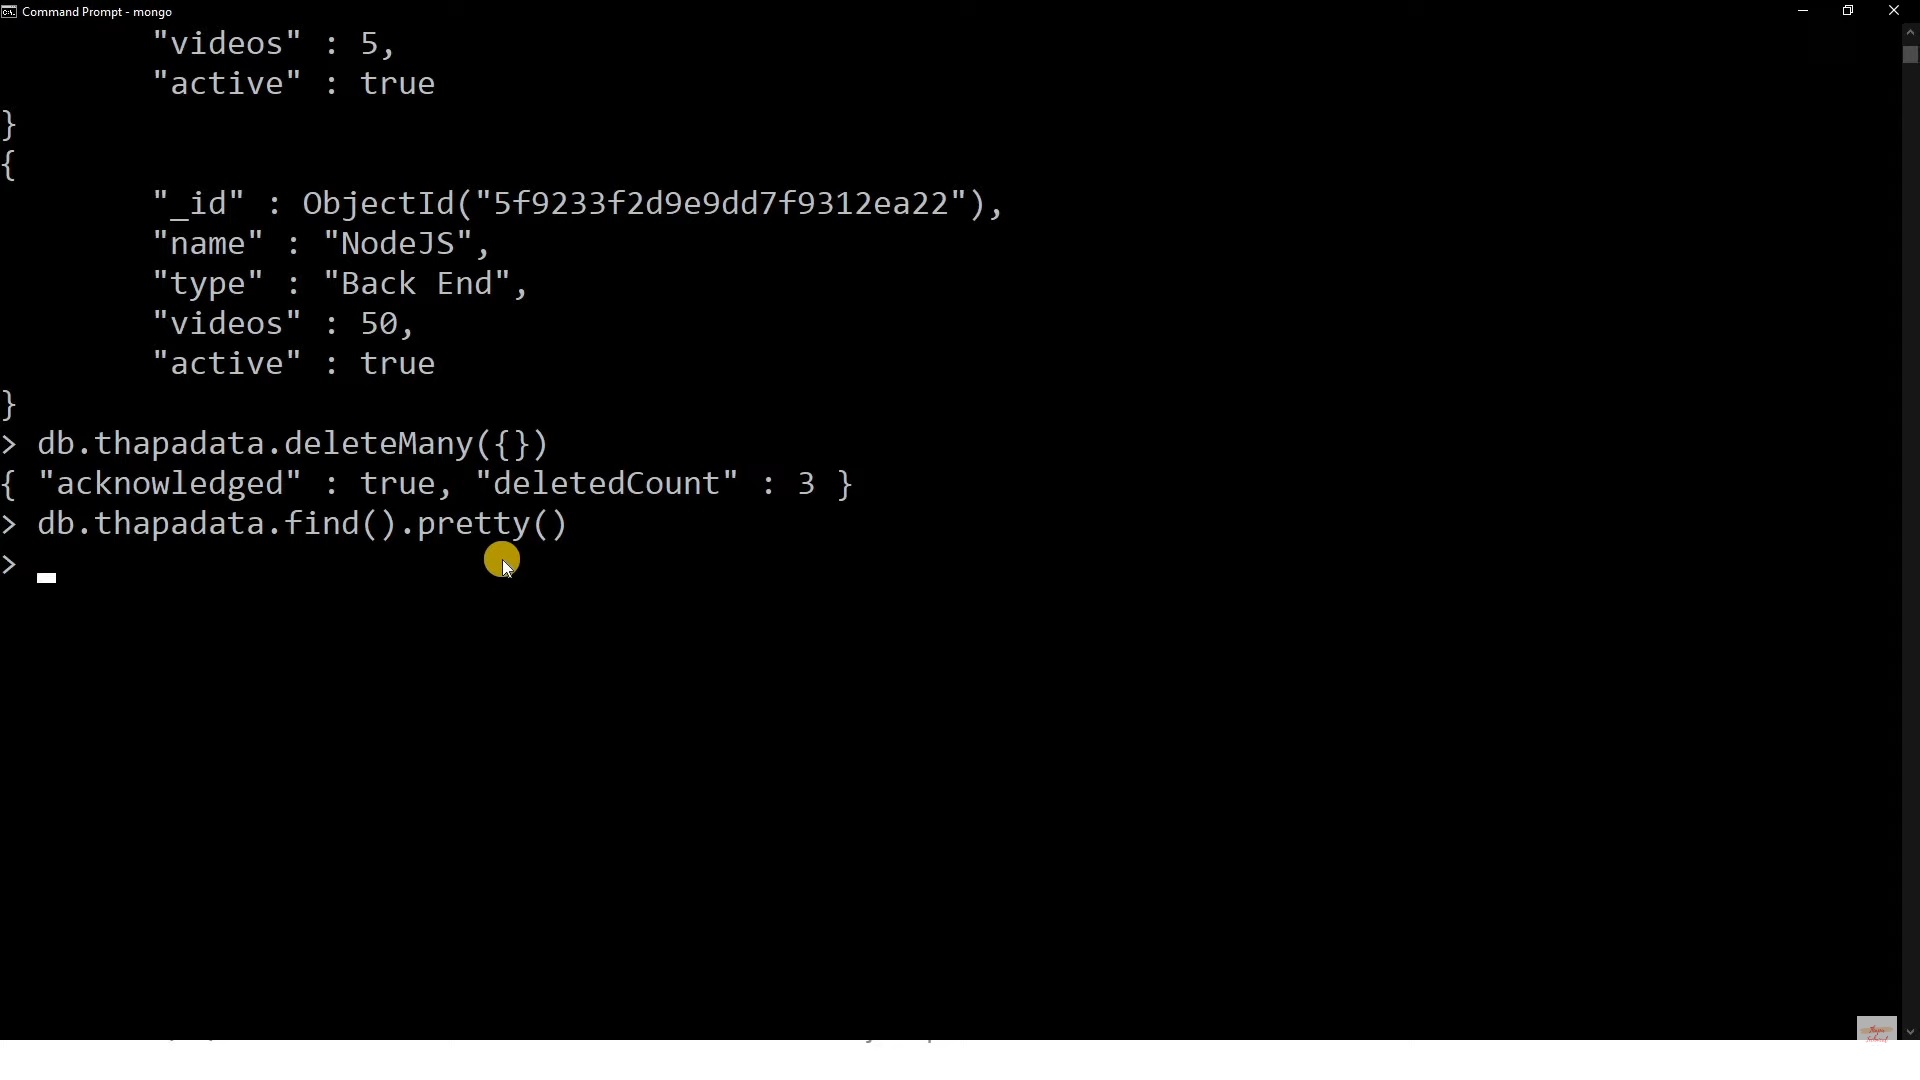 Command Prompt - mongo
"videos" : 5,
"active" : true
}
{
"_id" : ObjectId("5f9233f2d9e9dd7f9312ea22"),
"name" : "NodeJS",
"type" : "Back End",
"videos" : 50,
"active" : true
}
> db.thapadata.deleteMany({})
{ "acknowledged" : true, "deletedCount" : 3 }
> db.thapadata.find().pretty()
>